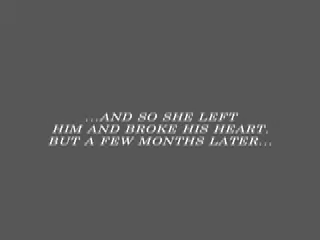 ...AND SO SHE LEFT
HIM AND BROKE HIS HEART.
BUT A FEW MONTHS LATER...